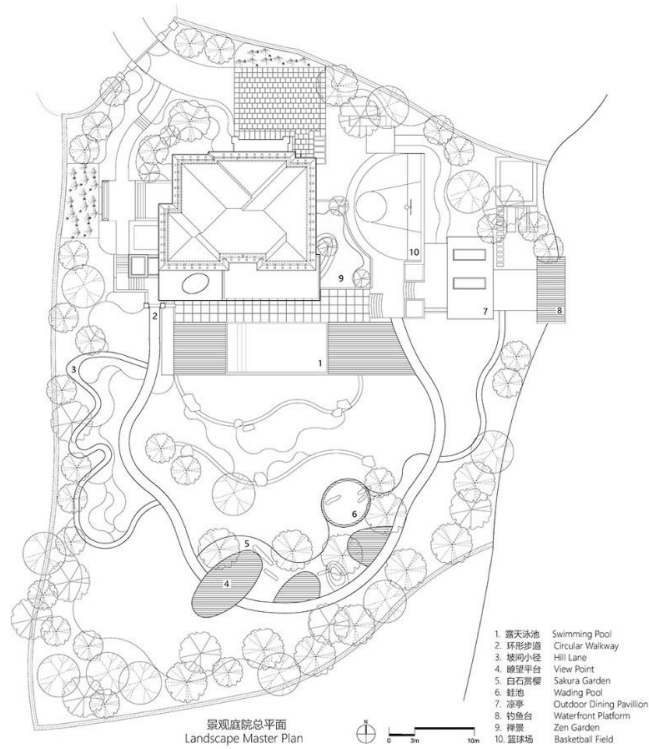 9
10
2
7
8
1
3
6
5
4
1. 露天泳池 Swimming Pool
2. 环形步道 Circular Walkway
3. 坡间小径 Hill Lane
4. 瞭望平台 View Point
5. 白石赏樱 Sakura Garden
6. 蛙池 Wading Pool
7. 凉亭 Outdoor Dining Pavillion
8. 钓鱼台 Waterfront Platform
9. 禅景 Zen Garden
10. 篮球场 Basketball Field
景观庭院总平面
Landscape Master Plan
N
0 3m 10m